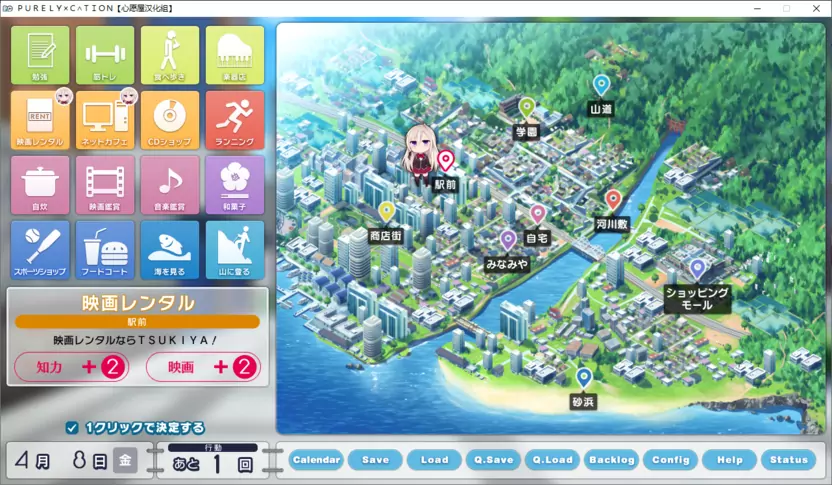 PURELY×CATION【心愿屋汉化组】
勉強
筋トレ
食べ歩き
楽器店
RENT
映画レンタル
ネットカフェ
CDショップ
ランニング
自炊
映画鑑賞
音楽鑑賞
和菓子
スポーツショップ
フードコート
海を見る
山に登る
映画レンタル
駅前
映画レンタルならTSUKIYA！
知力 +2
映画 +2
1クリックで決定する
4月 8日 金
行動
あと 1 回
山道
学園
駅前
商店街
自宅
河川敷
みなみや
ショッピング
モール
砂浜
Calendar
Save
Load
Q.Save
Q.Load
Backlog
Config
Help
Status